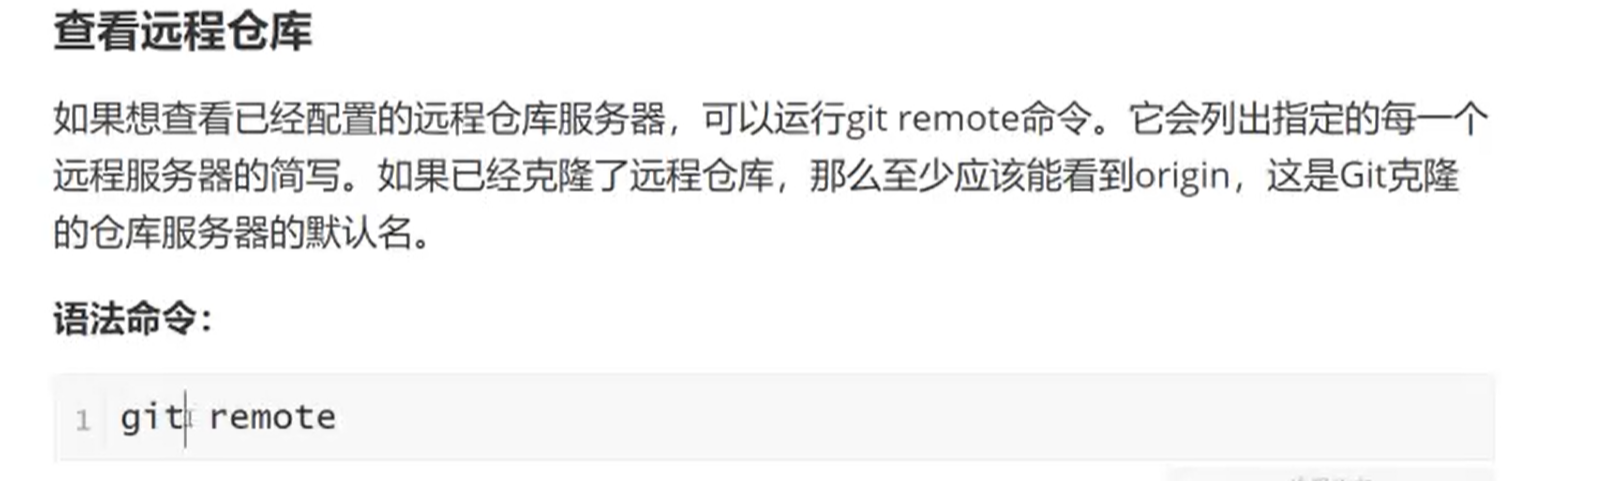 查看远程仓库
如果想查看已经配置的远程仓库服务器，可以运行git remote命令。它会列出指定的每一个
远程服务器的简写。如果已经克隆了远程仓库，那么至少应该能看到origin，这是Git克隆
的仓库服务器的默认名。
语法命令：
1 git remote